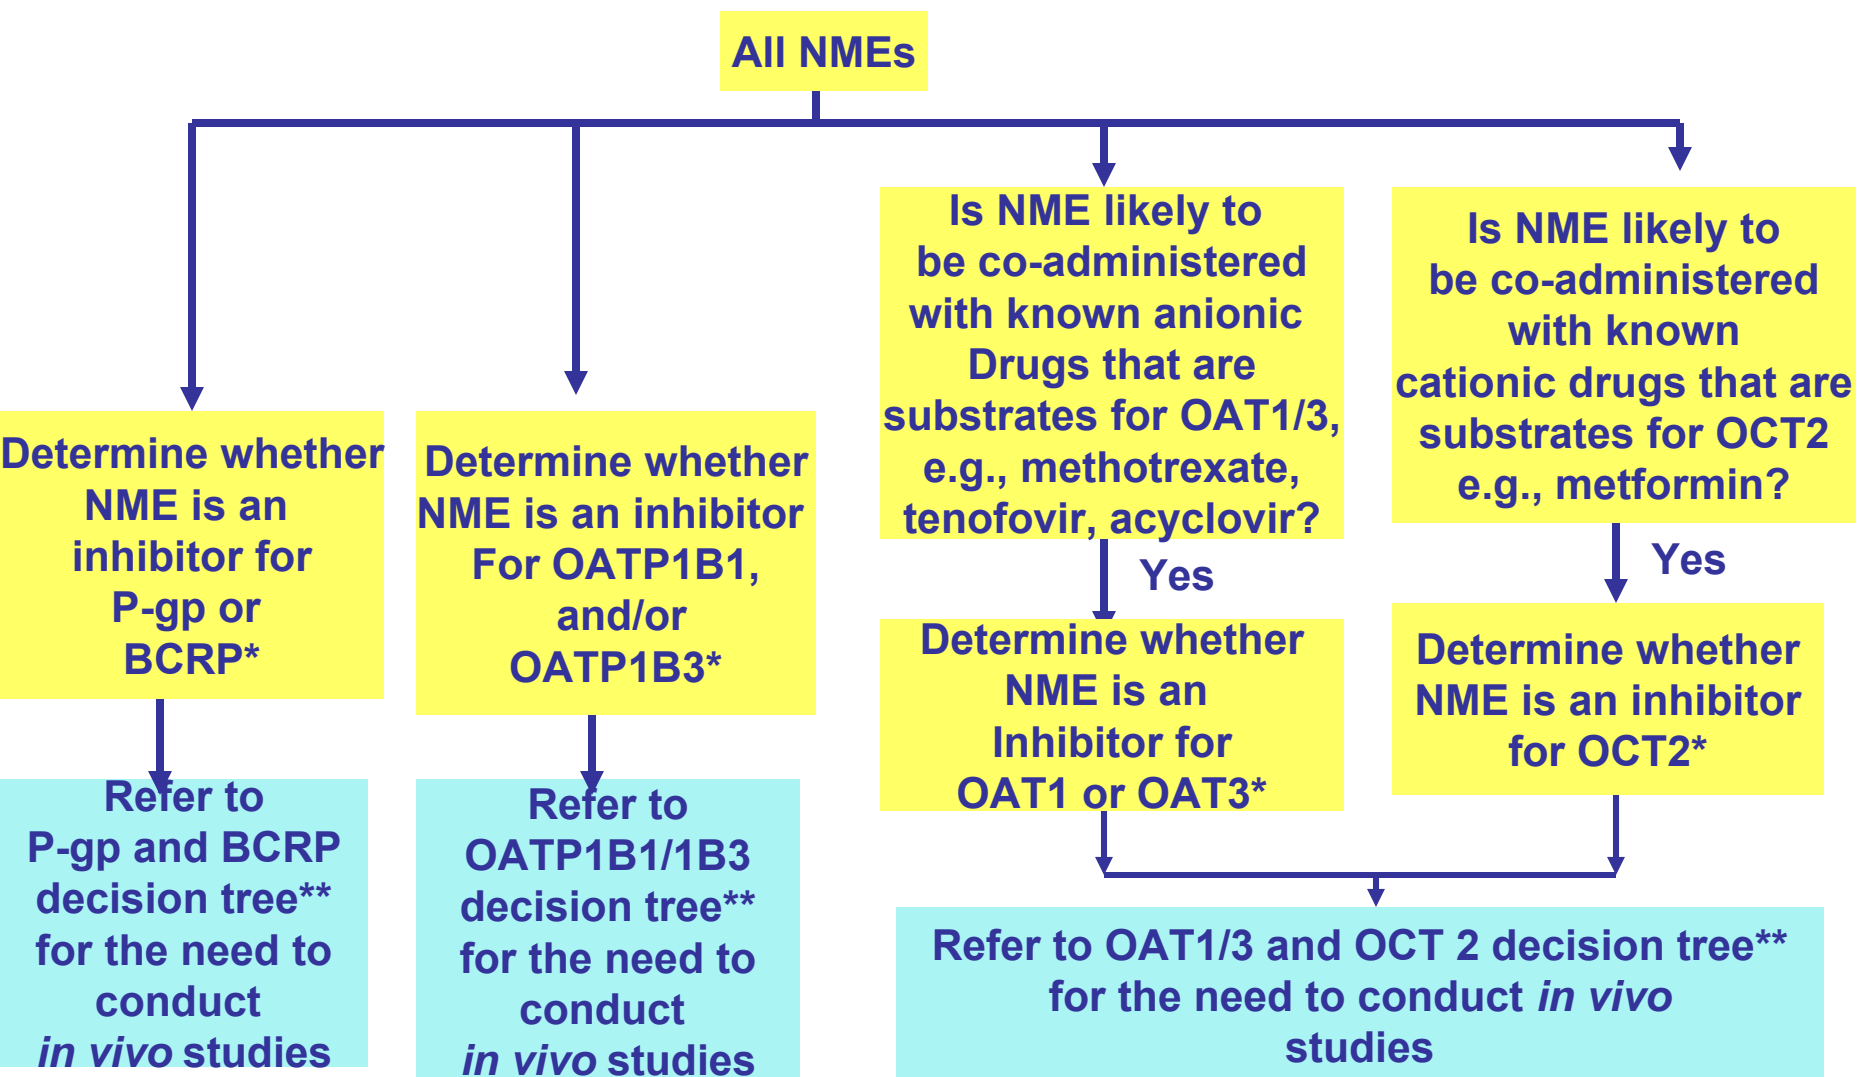 All NMEs
Determine whether
NME is an
inhibitor for
P-gp or
BCRP*
Determine whether
NME is an inhibitor
For OATP1B1,
and/or
OATP1B3*
Is NME likely to
be co-administered
with known anionic
Drugs that are
substrates for OAT1/3,
e.g., methotrexate,
tenofovir, acyclovir?
Is NME likely to
be co-administered
with known
cationic drugs that are
substrates for OCT2
e.g., metformin?
Yes
Yes
Determine whether
NME is an
Inhibitor for
OAT1 or OAT3*
Determine whether
NME is an inhibitor
for OCT2*
Refer to
P-gp and BCRP
decision tree**
for the need to
conduct
in vivo studies
Refer to
OATP1B1/1B3
decision tree**
for the need to
conduct
in vivo studies
Refer to OAT1/3 and OCT 2 decision tree**
for the need to conduct in vivo
studies